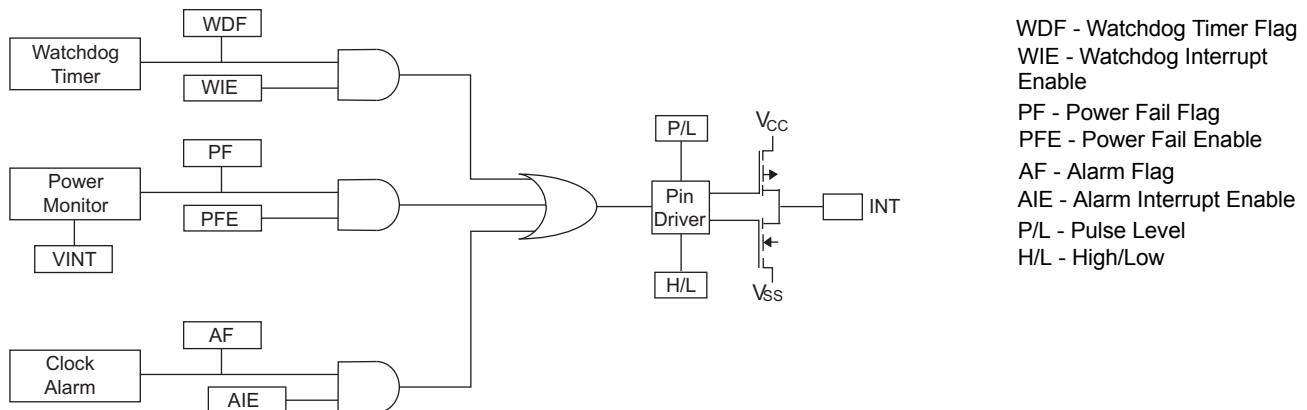 WDF
Watchdog
Timer
WIE
PF
Power
Monitor
PFE
VINT
AF
Clock
Alarm
AIE
P/L
Pin
Driver
H/L
VCC
INT
VSS
WDF - Watchdog Timer Flag
WIE - Watchdog Interrupt
Enable
PF - Power Fail Flag
PFE - Power Fail Enable
AF - Alarm Flag
AIE - Alarm Interrupt Enable
P/L - Pulse Level
H/L - High/Low